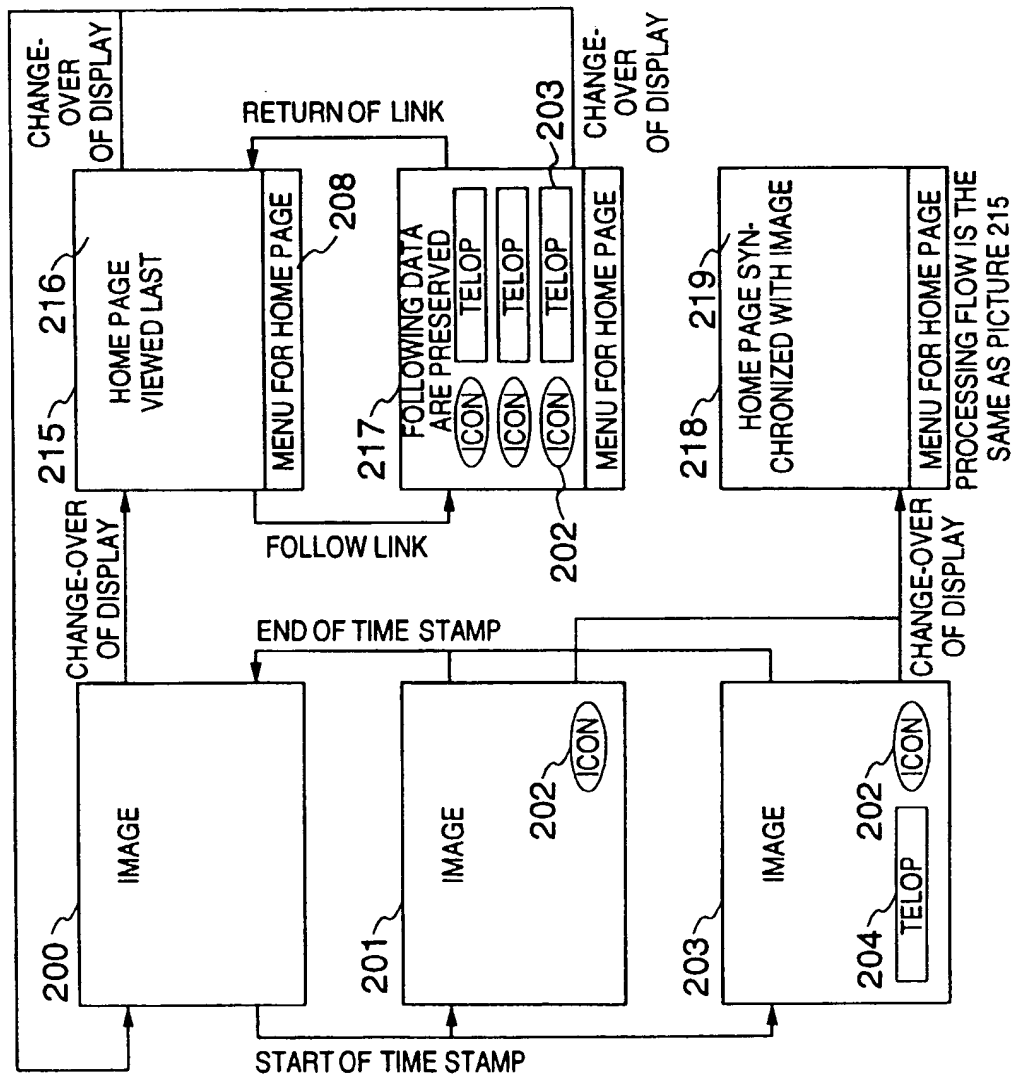 200
IMAGE
START OF TIME STAMP
201
IMAGE
ICON
202
END OF TIME STAMP
203
IMAGE
204
TELOP
202
ICON
CHANGE-OVER
OF DISPLAY
215
216
HOME PAGE
VIEWED LAST
MENU FOR HOME PAGE
208
CHANGE-
OVER
OF DISPLAY
FOLLOW LINK
RETURN OF LINK
217
FOLLOWING DATA
ARE PRESERVED
ICON TELOP
ICON TELOP
ICON TELOP
202
203
MENU FOR HOME PAGE
CHANGE-
OVER
OF DISPLAY
CHANGE-OVER
OF DISPLAY
218
219
HOME PAGE SYN-
CHRONIZED WITH IMAGE
MENU FOR HOME PAGE
PROCESSING FLOW IS THE
SAME AS PICTURE 215